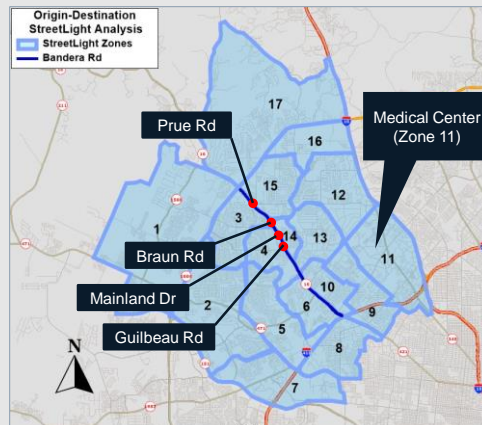 Origin-Destination
StreetLight Analysis
StreetLight Zones
Bandera Rd
17
Prue Rd
16
Medical Center
(Zone 11)
15
12
1
3
14
13
4
11
Braun Rd
Mainland Dr
10
2
6
9
Guilbeau Rd
5
8
N
7